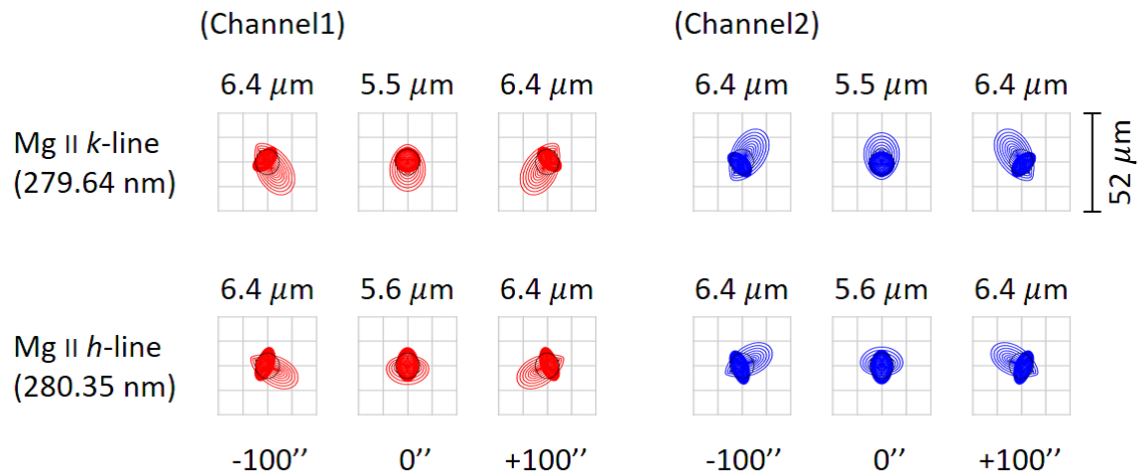 (Channel1) (Channel2)
6.4 μm 5.5 μm 6.4 μm 6.4 μm 5.5 μm 6.4 μm
Mg II k-line
(279.64 nm)
52 μm
6.4 μm 5.6 μm 6.4 μm 6.4 μm 5.6 μm 6.4 μm
Mg II h-line
(280.35 nm)
-100’’ 0’’ +100’’ -100’’ 0’’ +100’’